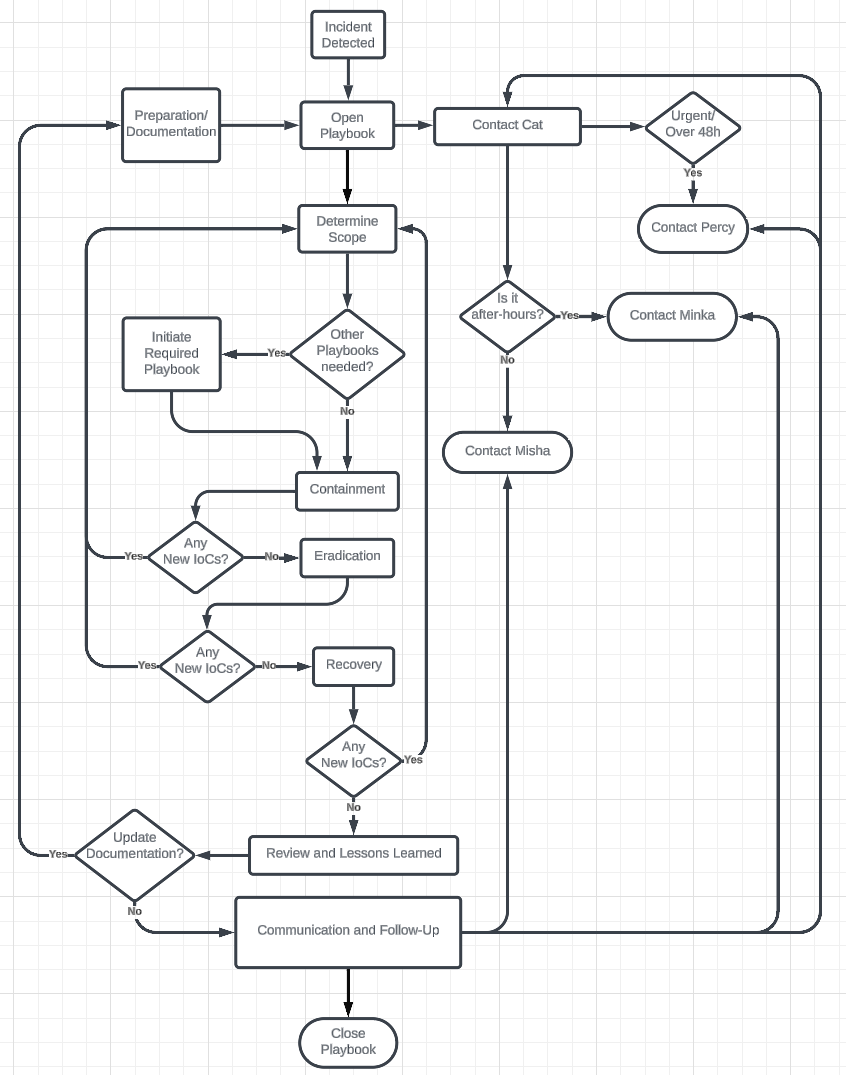 Incident
Detected
Preparation/
Documentation
Open
Playbook
Contact Cat
Urgent/
Over 48h
Yes
Contact Percy
Determine
Scope
Is it
after-hours?
Yes
Contact Minka
No
Contact Misha
Initiate
Required
Playbook
Yes
Other
Playbooks
needed?
No
Containment
Any
New IoCs?
Yes
No
Eradication
Any
New IoCs?
Yes
No
Recovery
Any
New IoCs?
Yes
No
Review and Lessons Learned
Update
Documentation?
Yes
No
Communication and Follow-Up
Close
Playbook